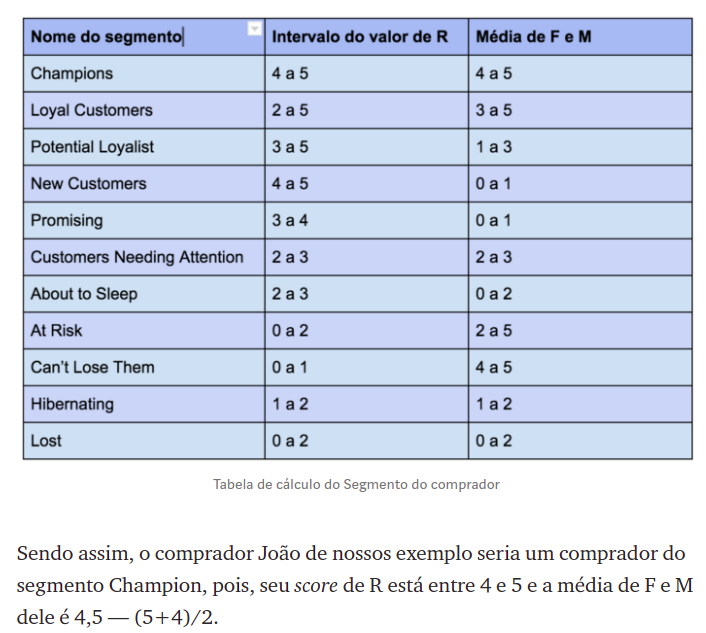 Nome do segmento Intervalo do valor de R Média de F e M
Champions 4 a 5 4 a 5
Loyal Customers 2 a 5 3 a 5
Potential Loyalist 3 a 5 1 a 3
New Customers 4 a 5 0 a 1
Promising 3 a 4 0 a 1
Customers Needing Attention 2 a 3 2 a 3
About to Sleep 2 a 3 0 a 2
At Risk 0 a 2 2 a 5
Can't Lose Them 0 a 1 4 a 5
Hibernating 1 a 2 1 a 2
Lost 0 a 2 0 a 2
Tabela de cálculo do Segmento do comprador
Sendo assim, o comprador João de nossos exemplo seria um comprador do
segmento Champion, pois, seu score de R está entre 4 e 5 e a média de F e M
dele é 4,5 — (5+4)/2.